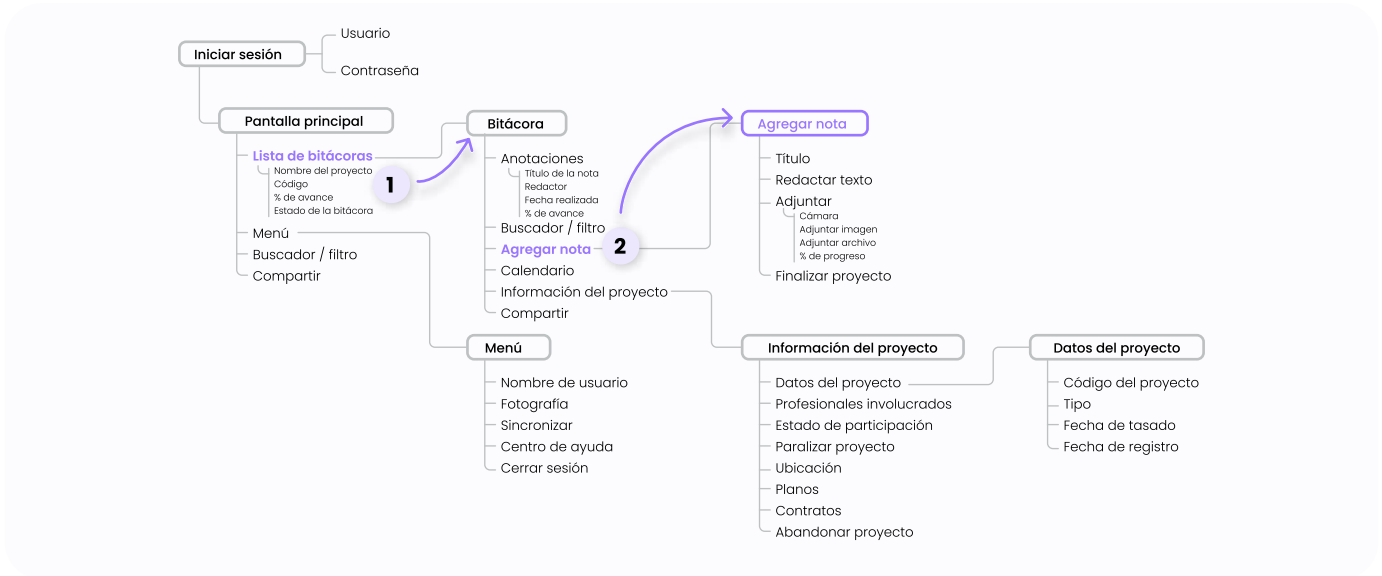 Iniciar sesión
Usuario
Contraseña
Pantalla principal
Lista de bitácoras
Nombre del proyecto
Código
% de avance
Estado de la bitácora
Menú
Buscador / filtro
Compartir
1
Bitácora
Anotaciones
Titulo de la nota
Redactor
Fecha realizada
% de avance
Buscador / filtro
Agregar nota
Calendario
Información del proyecto
Compartir
2
Agregar nota
Título
Redactar texto
Adjuntar
Cámara
Adjuntar imagen
Adjuntar archivo
% de progreso
Finalizar proyecto
Menú
Nombre de usuario
Fotografía
Sincronizar
Centro de ayuda
Cerrar sesión
Información del proyecto
Datos del proyecto
Profesionales involucrados
Estado de participación
Paralizar proyecto
Ubicación
Planos
Contratos
Abandonar proyecto
Datos del proyecto
Código del proyecto
Tipo
Fecha de tasado
Fecha de registro